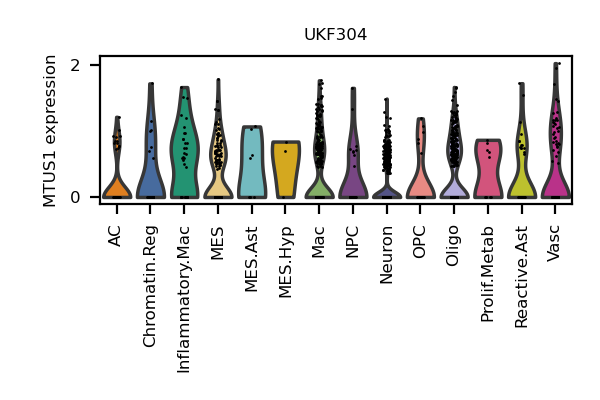 UKF304
MTUS1 expression
2
0
AC
Chromatin.Reg
Inflammatory.Mac
MES
MES.Ast
MES.Hyp
Mac
NPC
Neuron
OPC
Oligo
Prolif.Metab
Reactive.Ast
Vasc